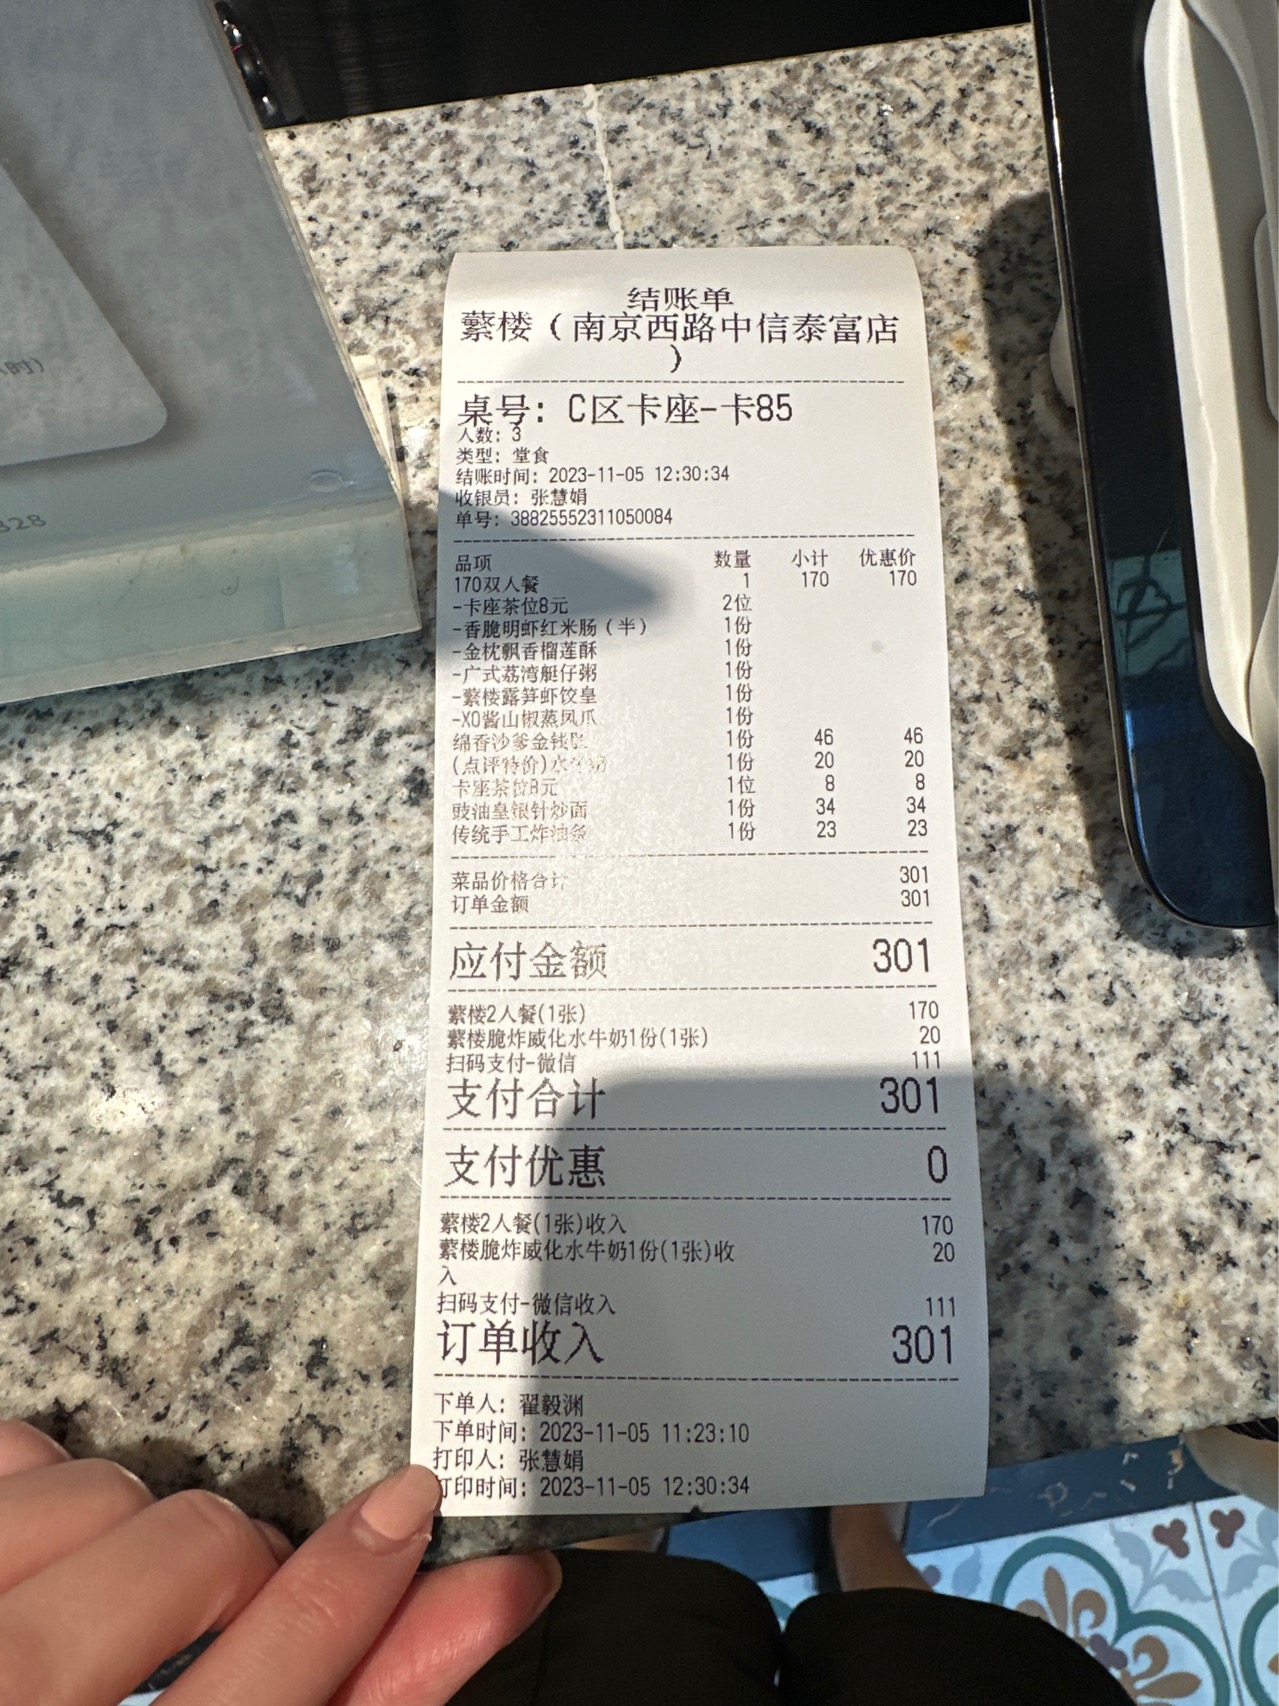 时)
328
结账单
蘩楼（南京西路中信泰富店
）
桌号: C区卡座-卡85
人数: 3
类型: 堂食
结账时间: 2023-11-05 12:30:34
收银员: 张慧娟
单号: 38825552311050084
品项 数量 小计 优惠价
170双人餐 1 170 170
-卡座茶位8元 2位
-香脆明虾红米肠（半） 1份
-金枕飘香榴莲酥 1份
-广式荔湾艇仔粥 1份
-蘩楼露笋虾饺皇 1份
-XO酱山椒蒸凤爪 1份
绵香沙爹金钱 1份 46 46
(点评特价)水牛奶 1份 20 20
卡座茶位8元 1位 8 8
豉油皇银针炒面 1份 34 34
传统手工炸油条 1份 23 23
菜品价格合计 301
订单金额 301
应付金额 301
蘩楼2人餐(1张) 170
蘩楼脆炸威化水牛奶1份(1张) 20
扫码支付-微信 111
支付合计 301
支付优惠 0
蘩楼2人餐(1张)收入 170
蘩楼脆炸威化水牛奶1份(1张)收 20
入
扫码支付-微信收入 111
订单收入 301
下单人: 翟毅渊
下单时间: 2023-11-05 11:23:10
打印人: 张慧娟
打印时间: 2023-11-05 12:30:34